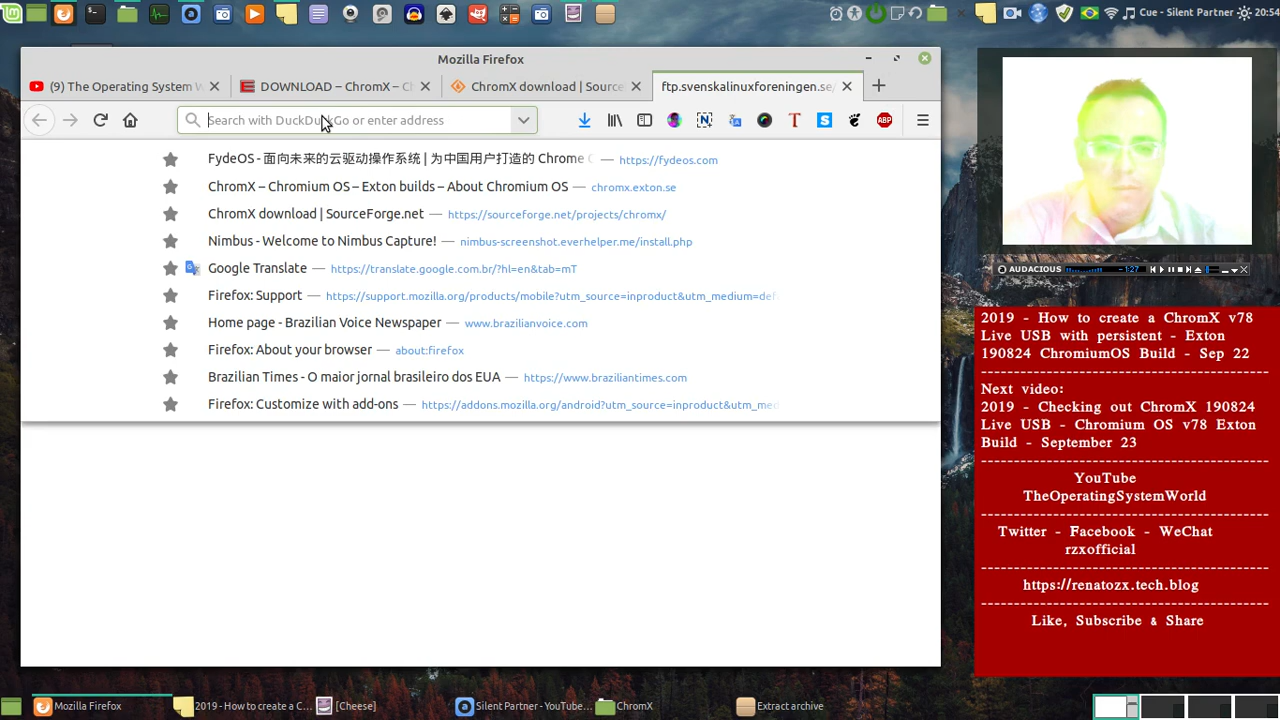 Cue - Silent Partner 20:54
Mozilla Firefox
(9) The Operating System W
DOWNLOAD – ChromX – Ch
ChromX download | Source
ftp.svenskalinuxforeningen.se/
Search with DuckDuckGo or enter address
FydeOS - 面向未来的云驱动操作系统 | 为中国用户打造的 Chrome — https://fydeos.com
ChromX – Chromium OS – Exton builds – About Chromium OS — chromx.exton.se
ChromX download | SourceForge.net — https://sourceforge.net/projects/chromx/
Nimbus - Welcome to Nimbus Capture! — nimbus-screenshot.everhelper.me/install.php
Google Translate — https://translate.google.com.br/?hl=en&tab=mT
Firefox: Support — https://support.mozilla.org/products/mobile?utm_source=inproduct&utm_medium=def
Home page - Brazilian Voice Newspaper — www.brazilianvoice.com
Firefox: About your browser — about:firefox
Brazilian Times - O maior jornal brasileiro dos EUA — https://www.braziliantimes.com
Firefox: Customize with add-ons — https://addons.mozilla.org/android?utm_source=inproduct&utm_med
AUDACIOUS -1:27
2019 - How to create a ChromX v78
Live USB with persistent - Exton
190824 ChromiumOS Build - Sep 22
Next video:
2019 - Checking out ChromX 190824
Live USB - Chromium OS v78 Exton
Build - September 23
YouTube
TheOperatingSystemWorld
Twitter - Facebook - WeChat
rzxofficial
https://renatozx.tech.blog
Like, Subscribe & Share
Mozilla Firefox
2019 - How to create a C...
[Cheese]
Silent Partner - YouTube...
ChromX
Extract archive